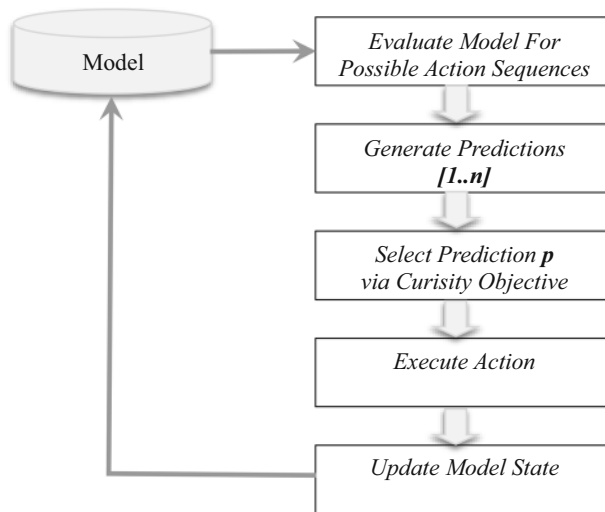 Model
Evaluate Model For
Possible Action Sequences
Generate Predictions
[1..n]
Select Prediction p
via Curisity Objective
Execute Action
Update Model State